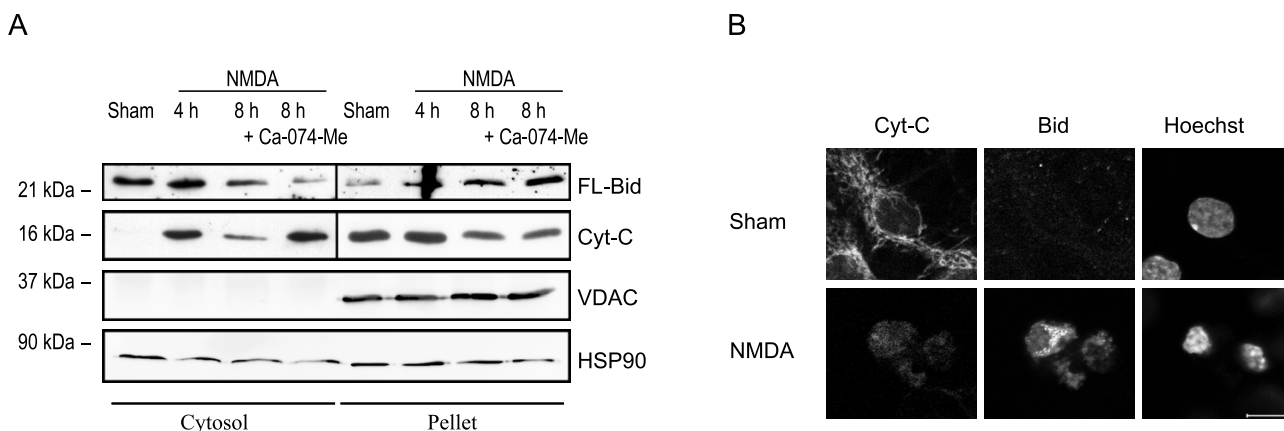 A
B
NMDA NMDA
Sham 4 h 8 h 8 h Sham 4 h 8 h 8 h
+ Ca-074-Me + Ca-074-Me
21 kDa – FL-Bid
16 kDa – Cyt-C
37 kDa – VDAC
90 kDa – HSP90
Cytosol Pellet
Cyt-C Bid Hoechst
Sham
NMDA